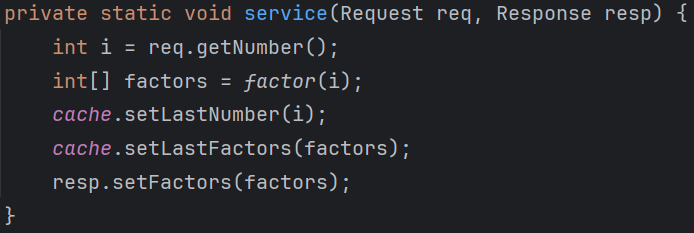 private static void service(Request req, Response resp) {
    int i = req.getNumber();
    int[] factors = factor(i);
    cache.setLastNumber(i);
    cache.setLastFactors(factors);
    resp.setFactors(factors);
}